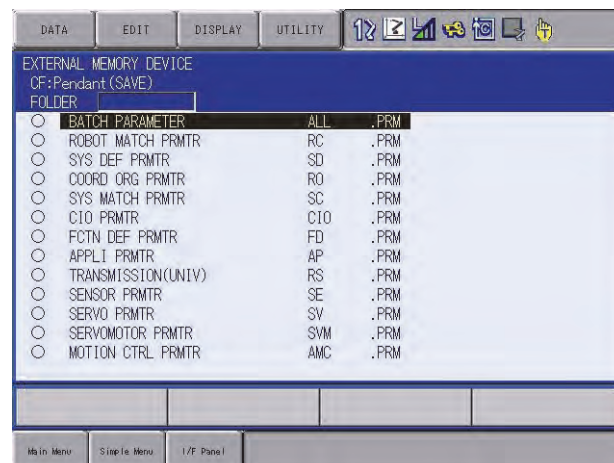 DATA EDIT DISPLAY UTILITY
EXTERNAL MEMORY DEVICE
CF:Pendant(SAVE)
FOLDER
BATCH PARAMETER ALL .PRM
ROBOT MATCH PRMTR RC .PRM
SYS DEF PRMTR SD .PRM
COORD ORG PRMTR RO .PRM
SYS MATCH PRMTR SC .PRM
CIO PRMTR CIO .PRM
FCTN DEF PRMTR FD .PRM
APPLI PRMTR AP .PRM
TRANSMISSION(UNIV) RS .PRM
SENSOR PRMTR SE .PRM
SERVO PRMTR SV .PRM
SERVOMOTOR PRMTR SVM .PRM
MOTION CTRL PRMTR AMC .PRM
Main Menu Simple Menu I/F Panel